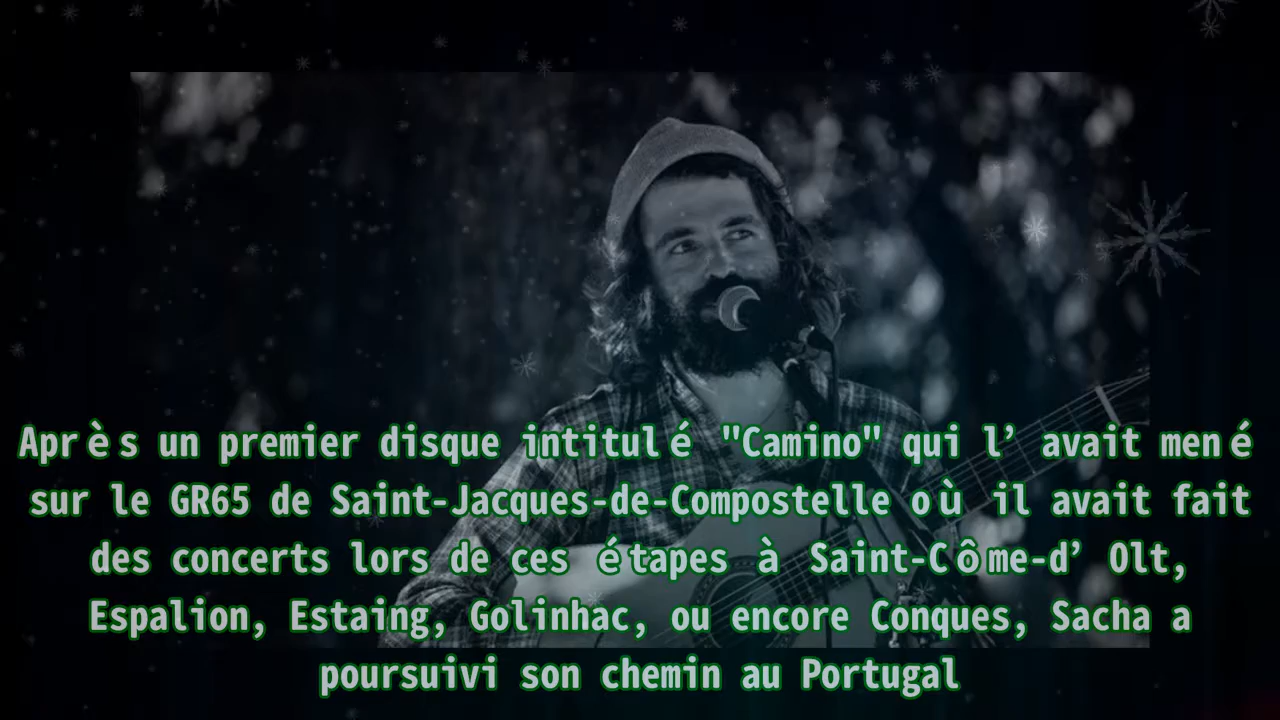 Après un premier disque intitulé "Camino" qui l’ avait mené
sur le GR65 de Saint-Jacques-de-Compostelle où il avait fait
des concerts lors de ces étapes à Saint-Côme-d’ Olt,
Espalion, Estaing, Golinhac, ou encore Conques, Sacha a
poursuivi son chemin au Portugal